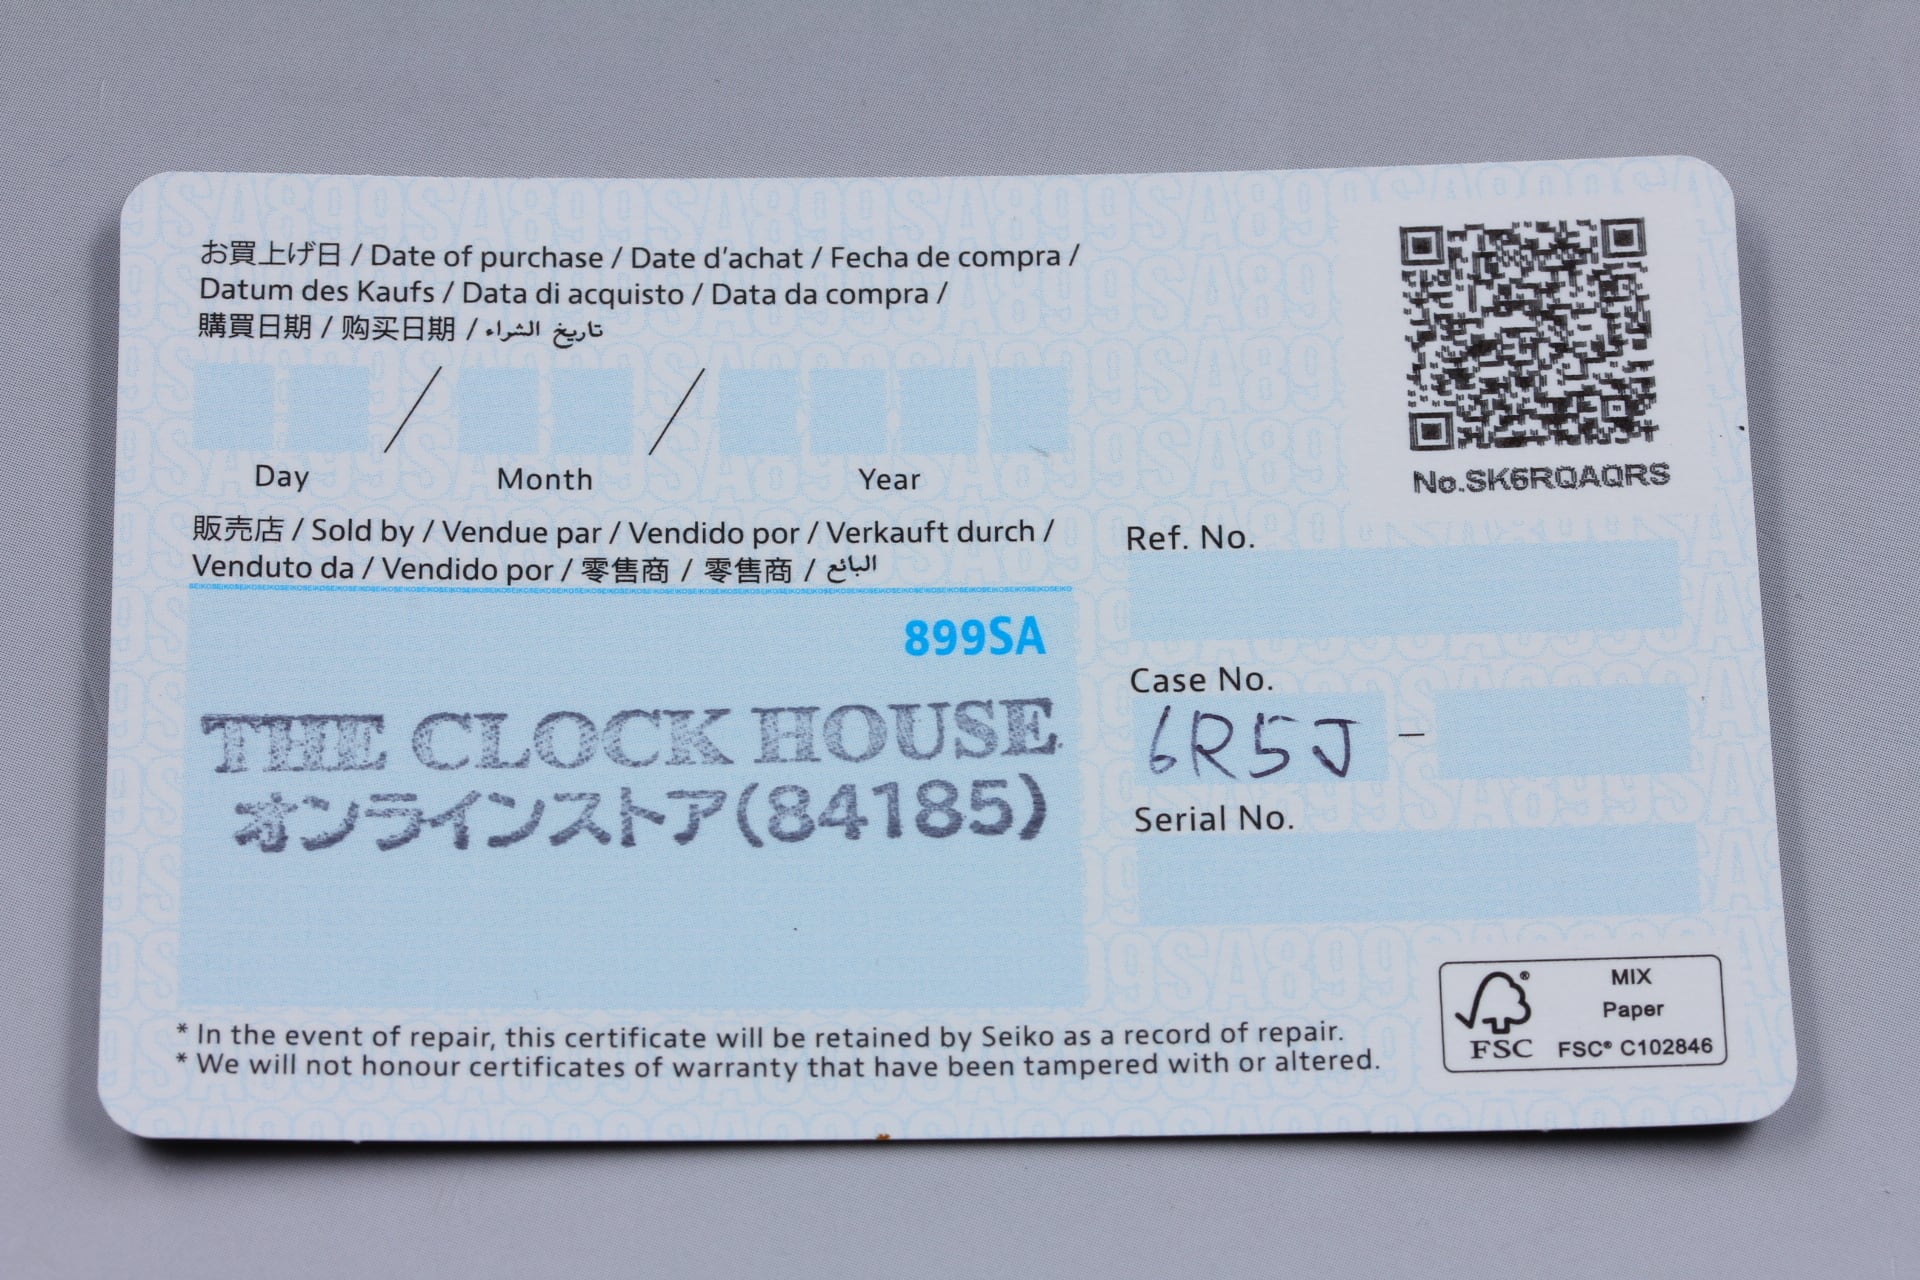 お買上げ日 / Date of purchase / Date d'achat / Fecha de compra /
Datum des Kaufs / Data di acquisto / Data da compra /
購買日期 / 购买日期 / تاريخ الشراء
Day / Month / Year
販売店 / Sold by / Vendue par / Vendido por / Verkauft durch /
Venduto da / Vendido por / 零售商 / 零售商 / البائع
899SA
THE CLOCK HOUSE
オンラインストア(84185)
No.SK6RQAQRS
Ref. No.
Case No.
6R5J –
Serial No.
* In the event of repair, this certificate will be retained by Seiko as a record of repair.
* We will not honour certificates of warranty that have been tampered with or altered.
FSC
MIX
Paper
FSC® C102846